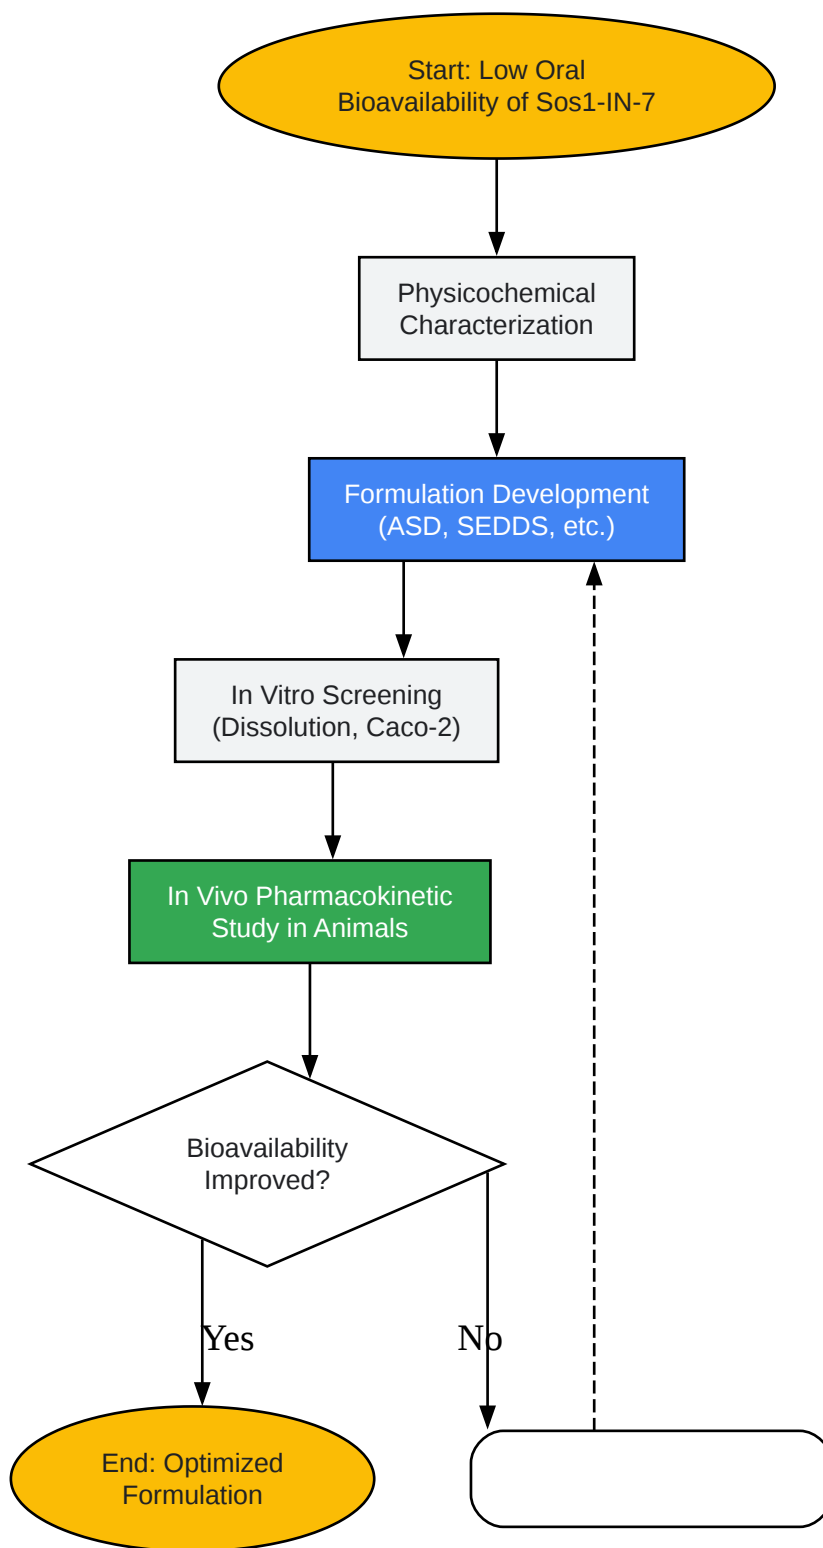 Start: Low Oral
Bioavailability of Sos1-IN-7
Physicochemical
Characterization
Formulation Development
(ASD, SEDDS, etc.)
In Vitro Screening
(Dissolution, Caco-2)
In Vivo Pharmacokinetic
Study in Animals
Bioavailability
Improved?
Yes
No
End: Optimized
Formulation